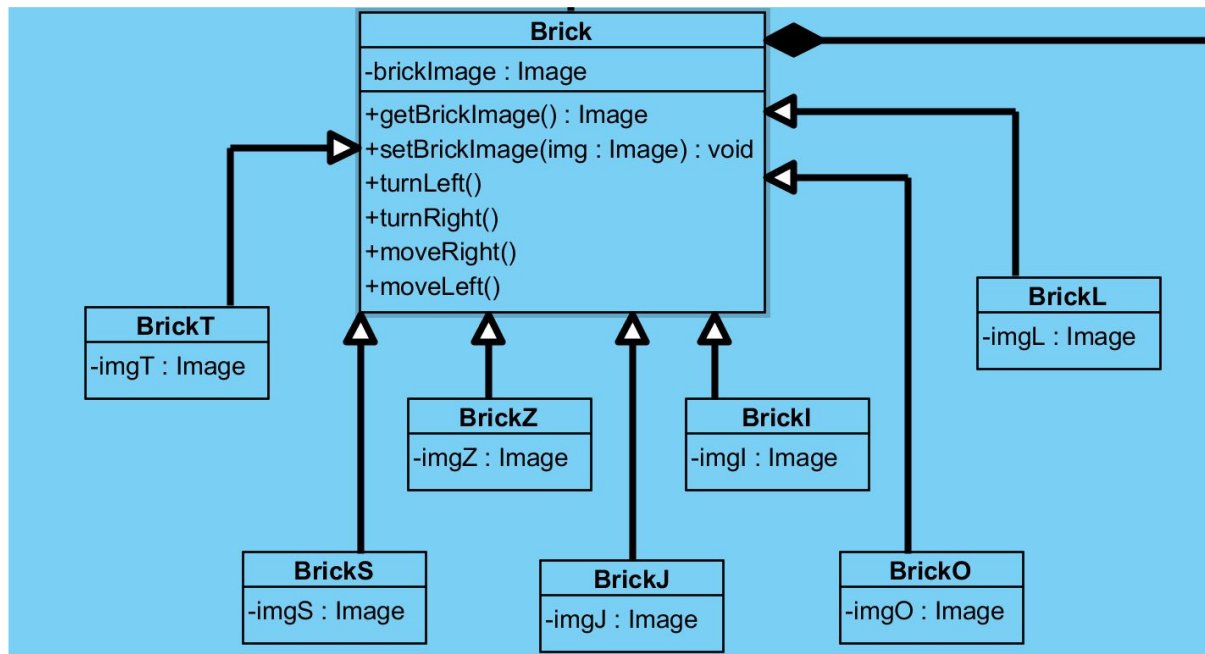 Brick
-brickImage : Image
+getBrickImage() : Image
+setBrickImage(img : Image) : void
+turnLeft()
+turnRight()
+moveRight()
+moveLeft()
BrickT
-imgT : Image
BrickL
-imgL : Image
BrickZ
-imgZ : Image
BrickI
-imgI : Image
BrickS
-imgS : Image
BrickJ
-imgJ : Image
BrickO
-imgO : Image